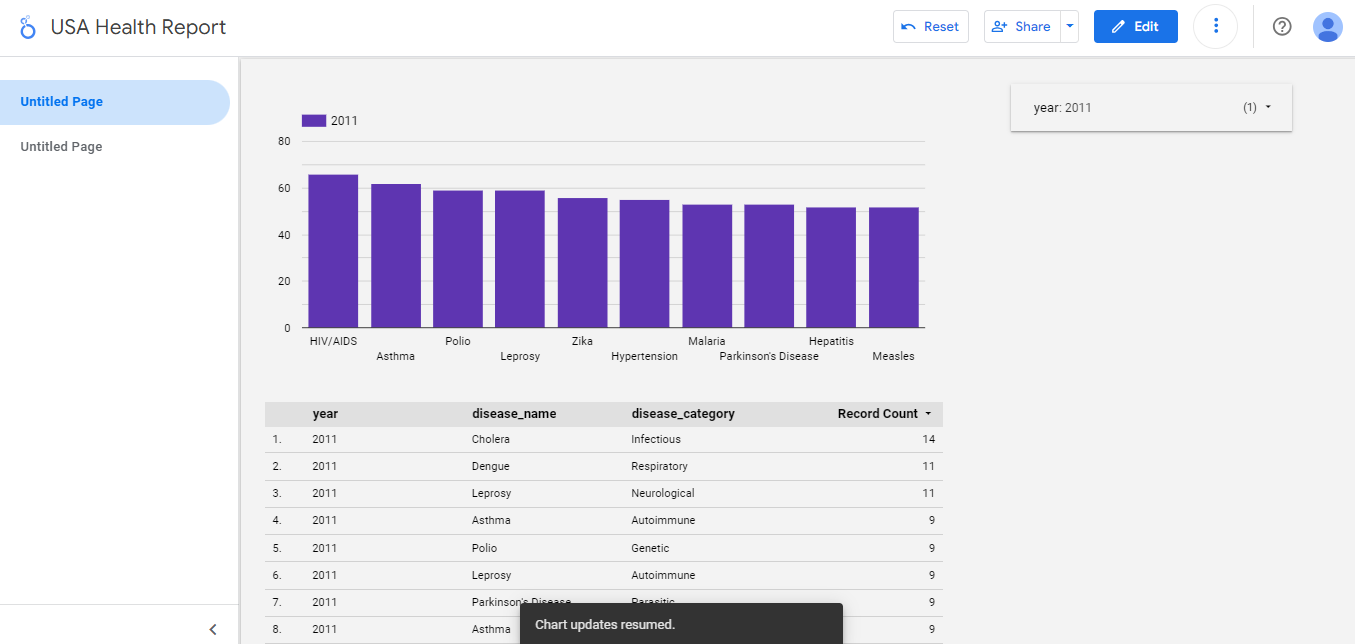 USA Health Report
Reset
Share
Edit
Untitled Page
Untitled Page
year: 2011 (1)
2011
80
60
40
20
0
HIV/AIDS Polio Zika Malaria Hepatitis
Asthma Leprosy Hypertension Parkinson's Disease Measles
year disease_name disease_category Record Count
1. 2011 Cholera Infectious 14
2. 2011 Dengue Respiratory 11
3. 2011 Leprosy Neurological 11
4. 2011 Asthma Autoimmune 9
5. 2011 Polio Genetic 9
6. 2011 Leprosy Autoimmune 9
7. 2011 Parkinson's Disease Parasitic 9
8. 2011 Asthma 9
Chart updates resumed.